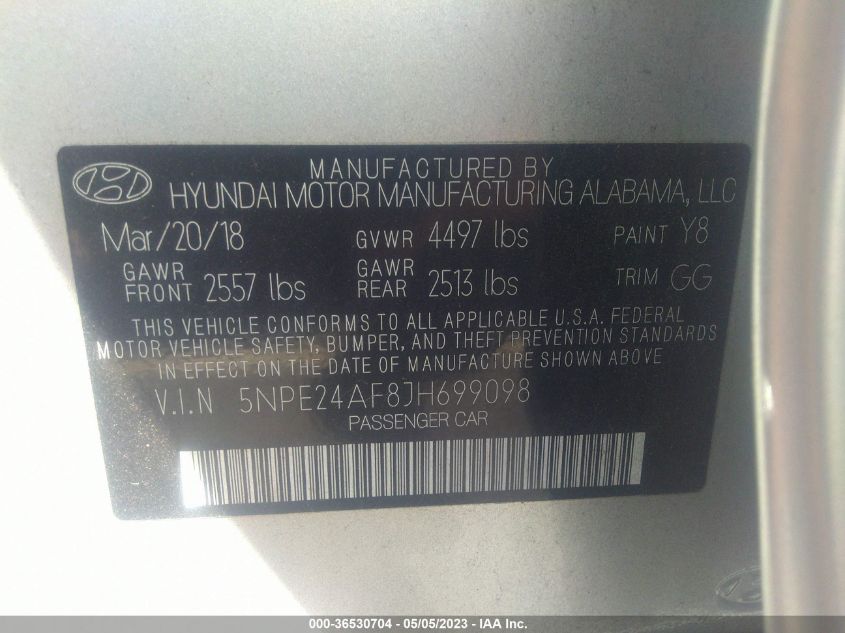 MANUFACTURED BY
HYUNDAI MOTOR MANUFACTURING ALABAMA, LLC
Mar/20/18 GVWR 4497 lbs PAINT Y8
GAWR FRONT 2557 lbs GAWR REAR 2513 lbs TRIM GG
THIS VEHICLE CONFORMS TO ALL APPLICABLE U.S.A. FEDERAL
MOTOR VEHICLE SAFETY, BUMPER, AND THEFT PREVENTION STANDARDS
IN EFFECT ON THE DATE OF MANUFACTURE SHOWN ABOVE
V.I.N 5NPE24AF8JH699098
PASSENGER CAR
000-36530704 - 05/05/2023 - © IAA, Inc.